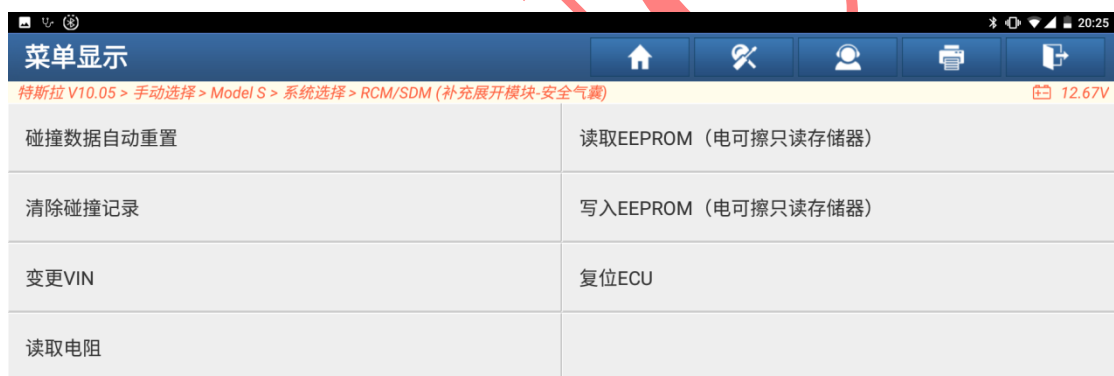 20:25
菜单显示
特斯拉 V10.05 > 手动选择 > Model S > 系统选择 > RCM/SDM (补充展开模块-安全气囊)
12.67V
碰撞数据自动重置
读取EEPROM（电可擦只读存储器）
清除碰撞记录
写入EEPROM（电可擦只读存储器）
变更VIN
复位ECU
读取电阻